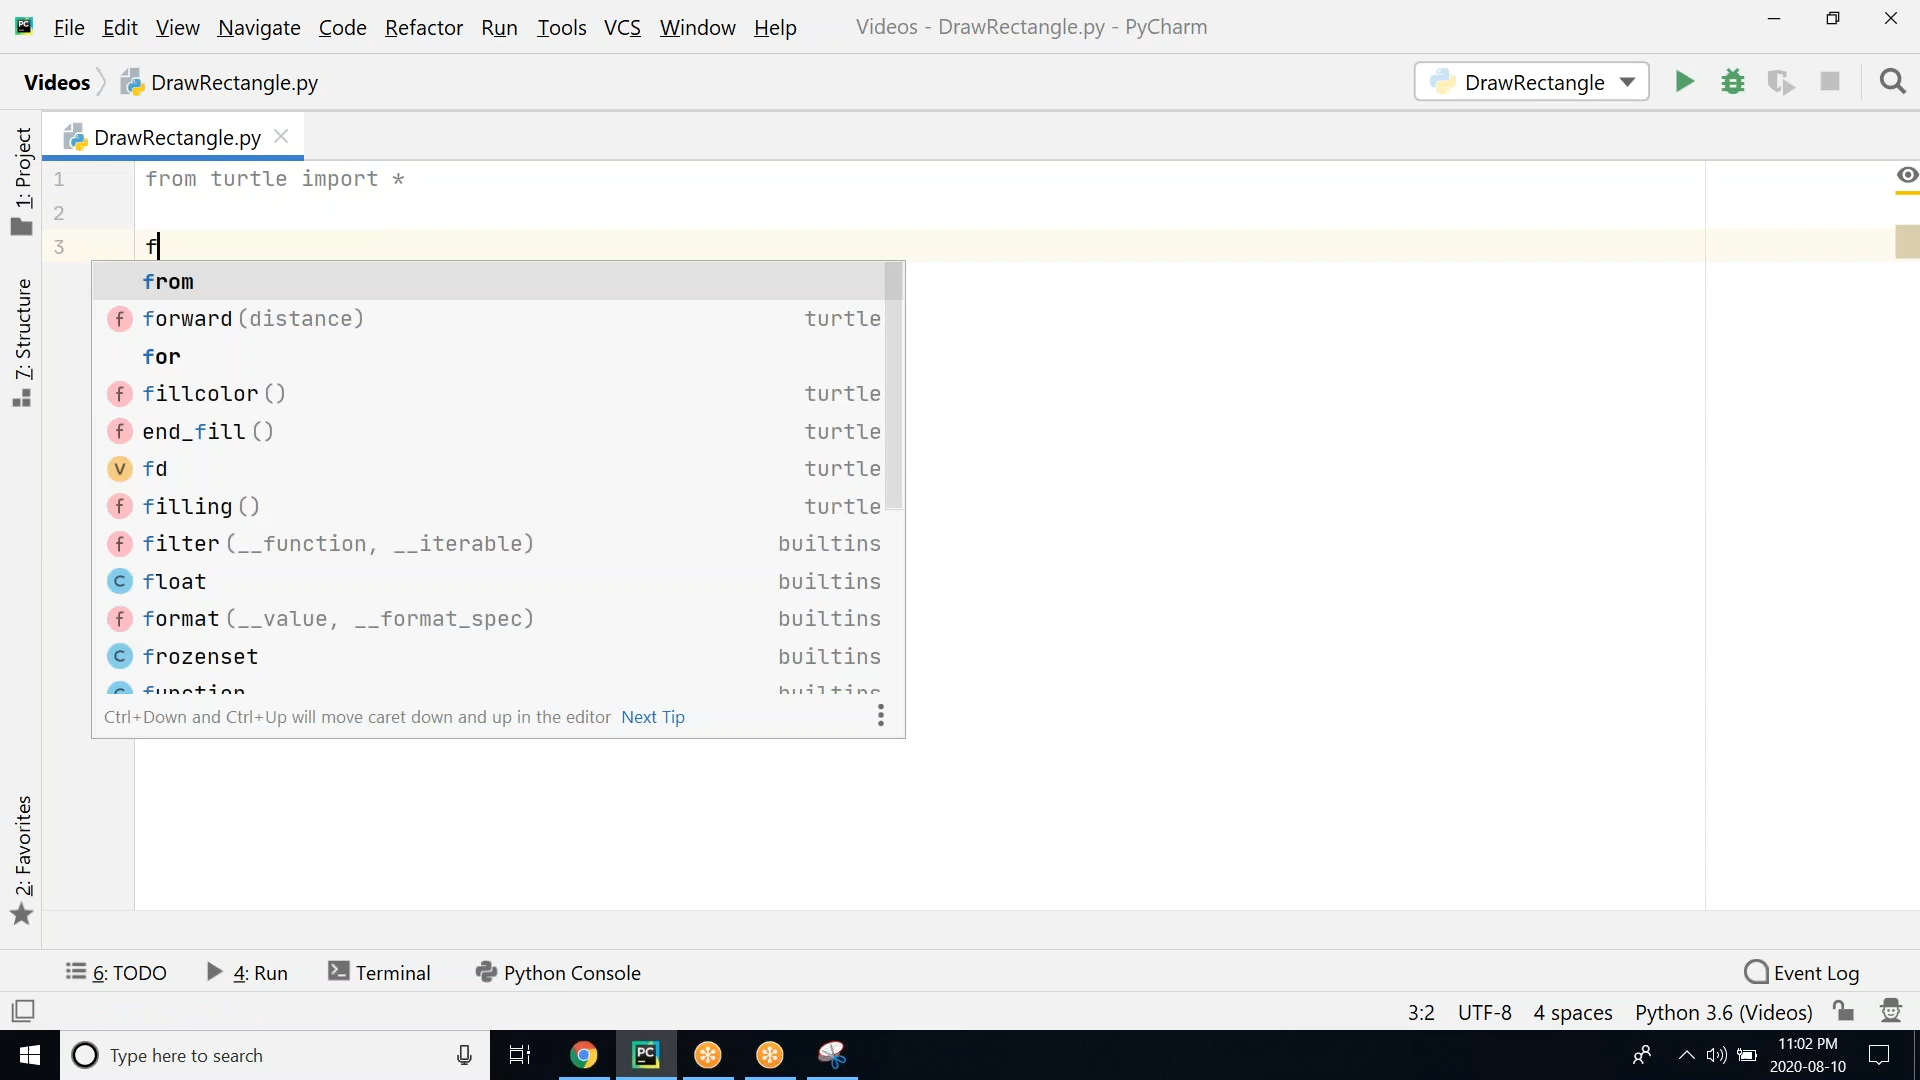 PC File Edit View Navigate Code Refactor Run Tools VCS Window Help Videos - DrawRectangle.py - PyCharm
Videos DrawRectangle.py DrawRectangle
DrawRectangle.py
1: Project
7: Structure
2: Favorites
1 from turtle import *
2
3 f
from
f forward(distance) turtle
for
f fillcolor() turtle
f end_fill() turtle
V fd turtle
f filling() turtle
f filter(__function, __iterable) builtins
C float builtins
f format(__value, __format_spec) builtins
C frozenset builtins
C function builtins
Ctrl+Down and Ctrl+Up will move caret down and up in the editor Next Tip
6: TODO 4: Run Terminal Python Console Event Log
3:2 UTF-8 4 spaces Python 3.6 (Videos)
Type here to search PC 11:02 PM
2020-08-10